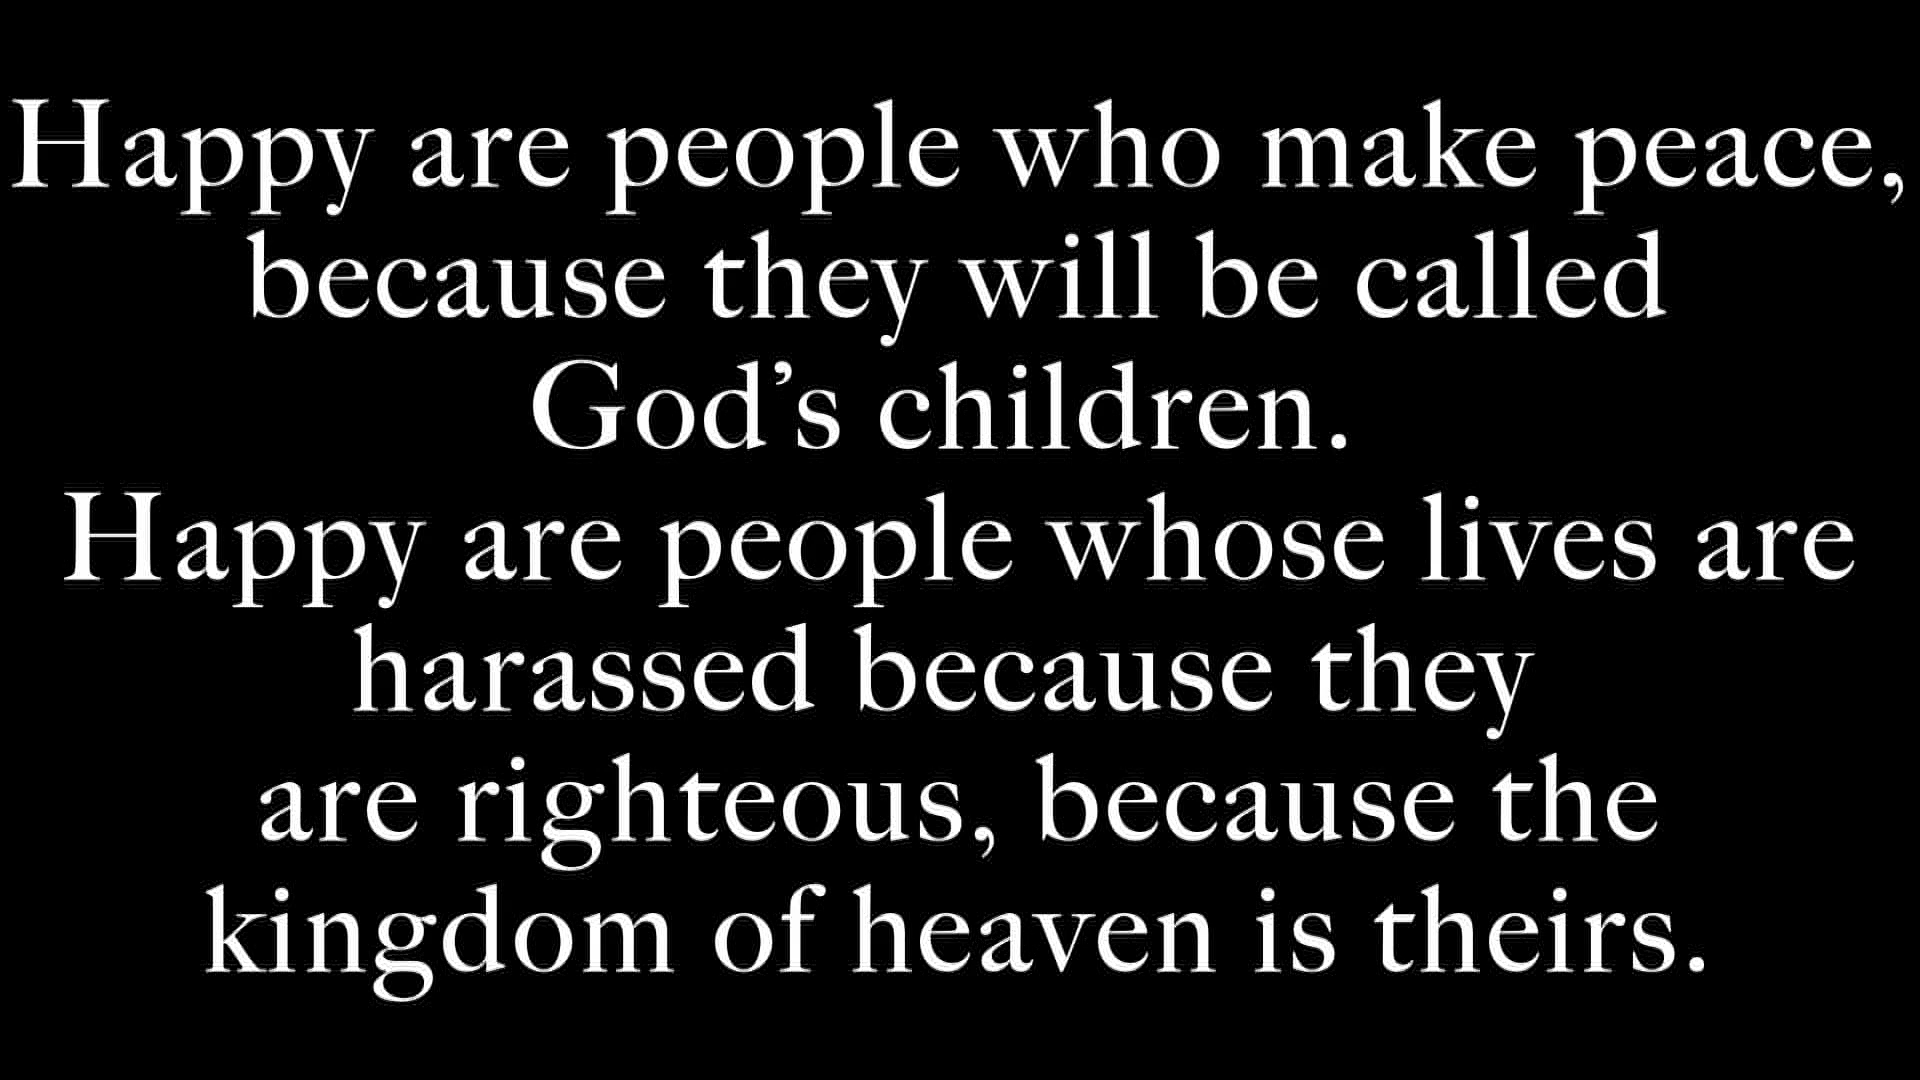 Happy are people who make peace,
because they will be called
God’s children.
Happy are people whose lives are
harassed because they
are righteous, because the
kingdom of heaven is theirs.